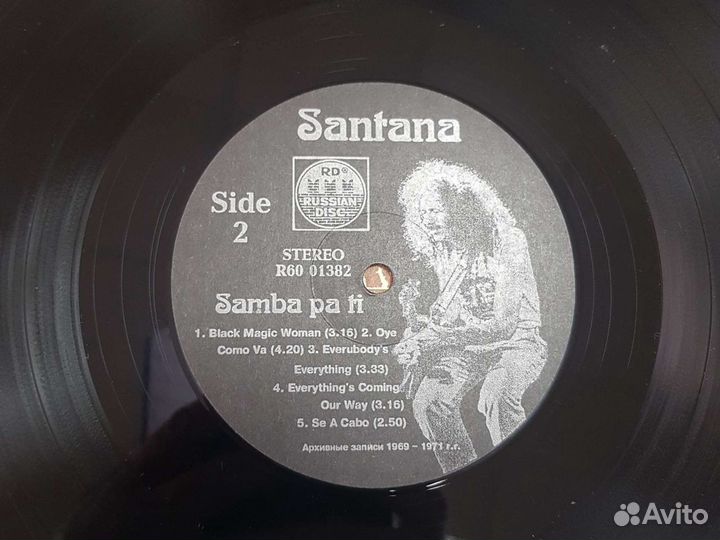 Santana
RD®
RUSSIAN
DISC
Side
2
STEREO
R60 01382
Samba pa ti
1. Black Magic Woman (3.16) 2. Oye
Como Va (4.20) 3. Everubody's
Everything (3.33)
4. Everything's Coming
Our Way (3.16)
5. Se A Cabo (2.50)
Архивные записи 1969 – 1971 г.г.
Avito